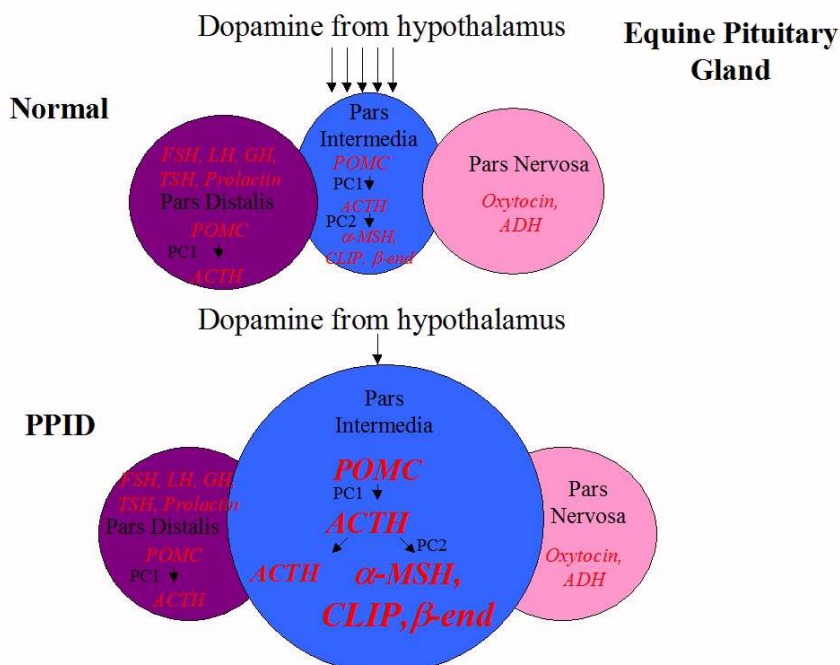 Dopamine from hypothalamus
Equine Pituitary
Gland
Normal
FSH, LH, GH,
TSH, Prolactin
Pars Distalis
POMC
PC1
ACTH
Pars
Intermedia
POMC
PC1
ACTH
PC2
α-MSH,
CLIP, β-end
Pars Nervosa
Oxytocin,
ADH
Dopamine from hypothalamus
PPID
FSH, LH, GH,
TSH, Prolactin
Pars Distalis
POMC
PC1
ACTH
Pars
Intermedia
POMC
PC1
ACTH
PC2
ACTH
α-MSH,
CLIP, β-end
Pars
Nervosa
Oxytocin,
ADH